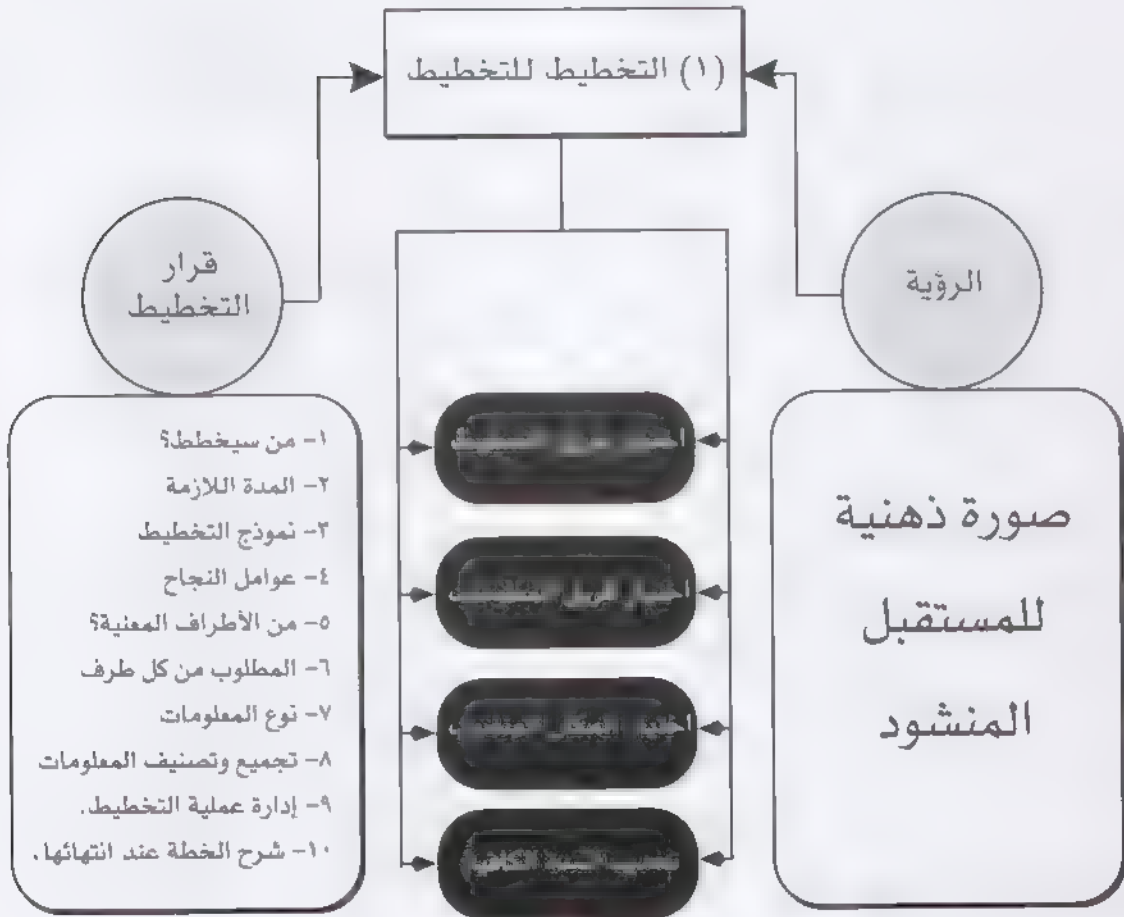 (١) التخطيط للتخطيط
الرؤية
صورة ذهنية
للمستقبل
المنشود
قرار
التخطيط
١- من سيخطط؟
٢- المدة اللازمة
٣- نموذج التخطيط
٤- عوامل النجاح
٥- من الأطراف المعنية؟
٦- المطلوب من كل طرف
٧- نوع المعلومات
٨- تجميع وتصنيف المعلومات
٩- إدارة عملية التخطيط.
١٠- شرح الخطة عند انتهائها.